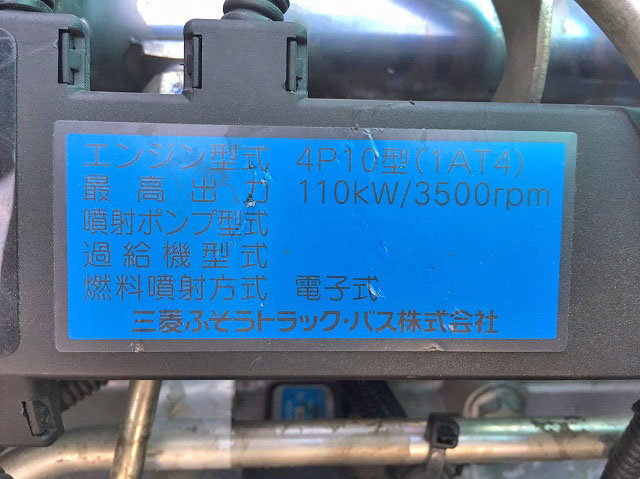 エンジン型式 4P10型(1AT4)
最高出力 110kW/3500rpm
噴射ポンプ型式
過給機型式
燃料噴射方式 電子式
三菱ふそうトラック・バス株式会社